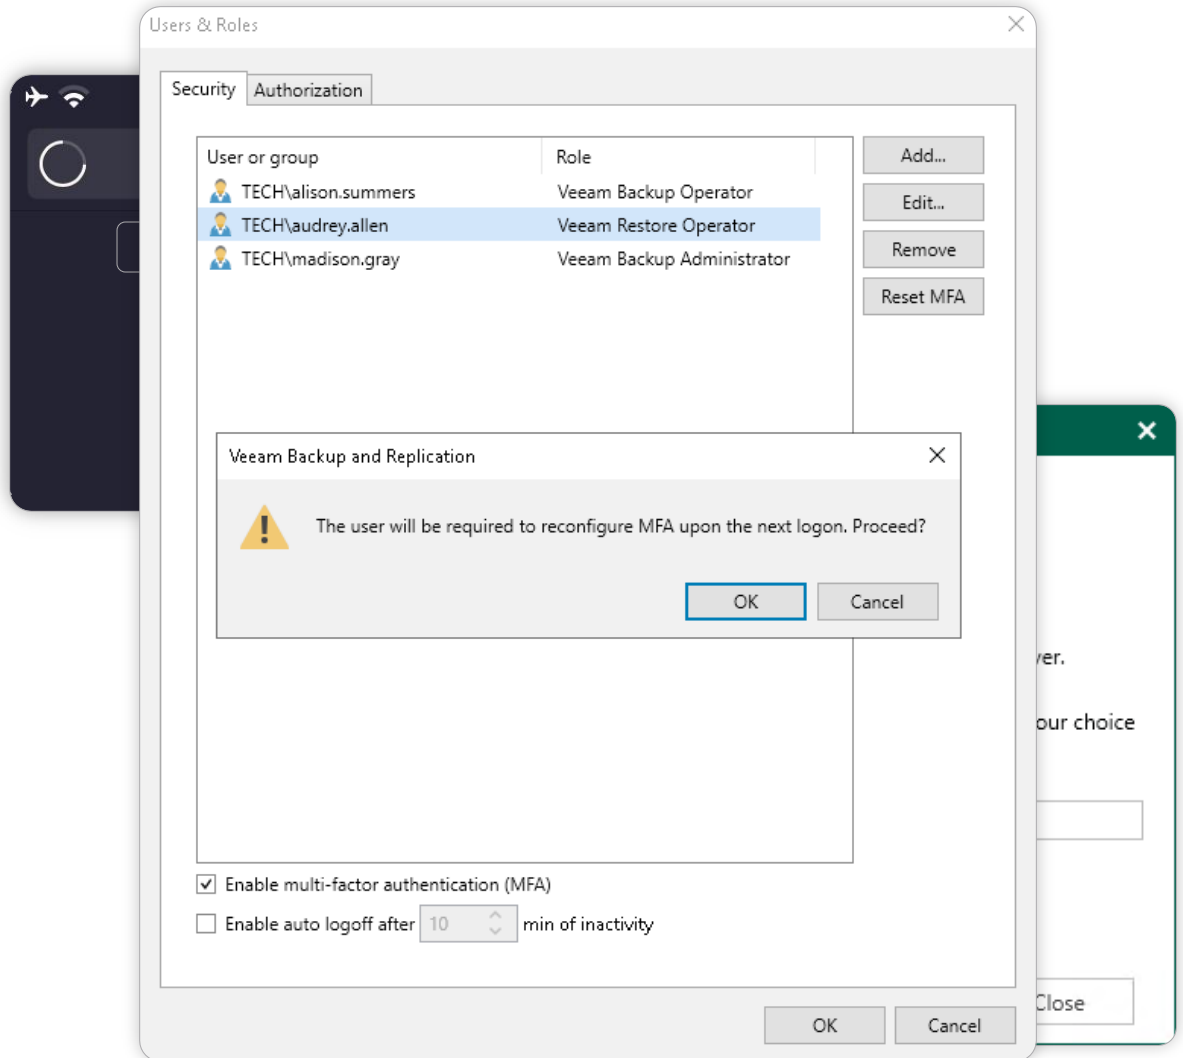 Users & Roles
Security
Authorization
User or group
Role
TECH\alison.summers
Veeam Backup Operator
TECH\audrey.allen
Veeam Restore Operator
TECH\madison.gray
Veeam Backup Administrator
Add...
Edit...
Remove
Reset MFA
Veeam Backup and Replication
The user will be required to reconfigure MFA upon the next logon. Proceed?
OK
Cancel
our choice
Enable multi-factor authentication (MFA)
Enable auto logoff after 10 min of inactivity
Close
OK
Cancel